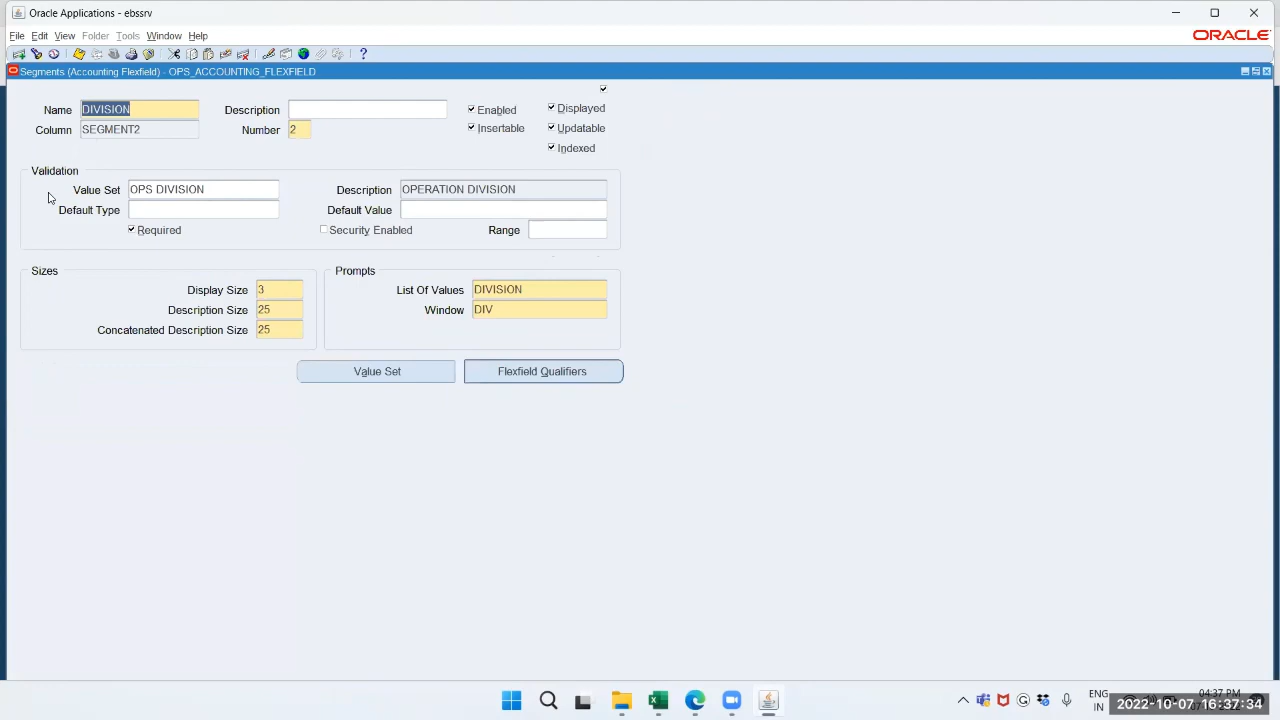 Oracle Applications - ebssrv
File Edit View Folder Tools Window Help
ORACLE
Segments (Accounting Flexfield) - OPS_ACCOUNTING_FLEXFIELD
Name DIVISION Description Enabled Displayed
Column SEGMENT2 Number 2 Insertable Updatable
Indexed
Validation
Value Set OPS DIVISION Description OPERATION DIVISION
Default Type Default Value
Required Security Enabled Range
Sizes Prompts
Display Size 3 List Of Values DIVISION
Description Size 25 Window DIV
Concatenated Description Size 25
Value Set Flexfield Qualifiers
ENG 04:37 PM
IN 2022-10-07 16:37:34